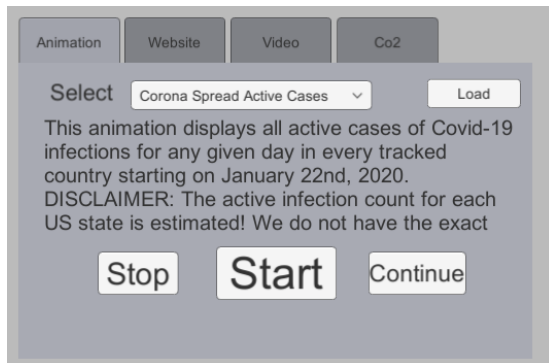 Animation Website Video Co2
Select Corona Spread Active Cases Load
This animation displays all active cases of Covid-19
infections for any given day in every tracked
country starting on January 22nd, 2020.
DISCLAIMER: The active infection count for each
US state is estimated! We do not have the exact
Stop Start Continue